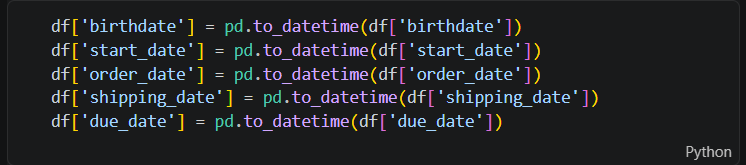 df['birthdate'] = pd.to_datetime(df['birthdate'])
df['start_date'] = pd.to_datetime(df['start_date'])
df['order_date'] = pd.to_datetime(df['order_date'])
df['shipping_date'] = pd.to_datetime(df['shipping_date'])
df['due_date'] = pd.to_datetime(df['due_date'])
Python